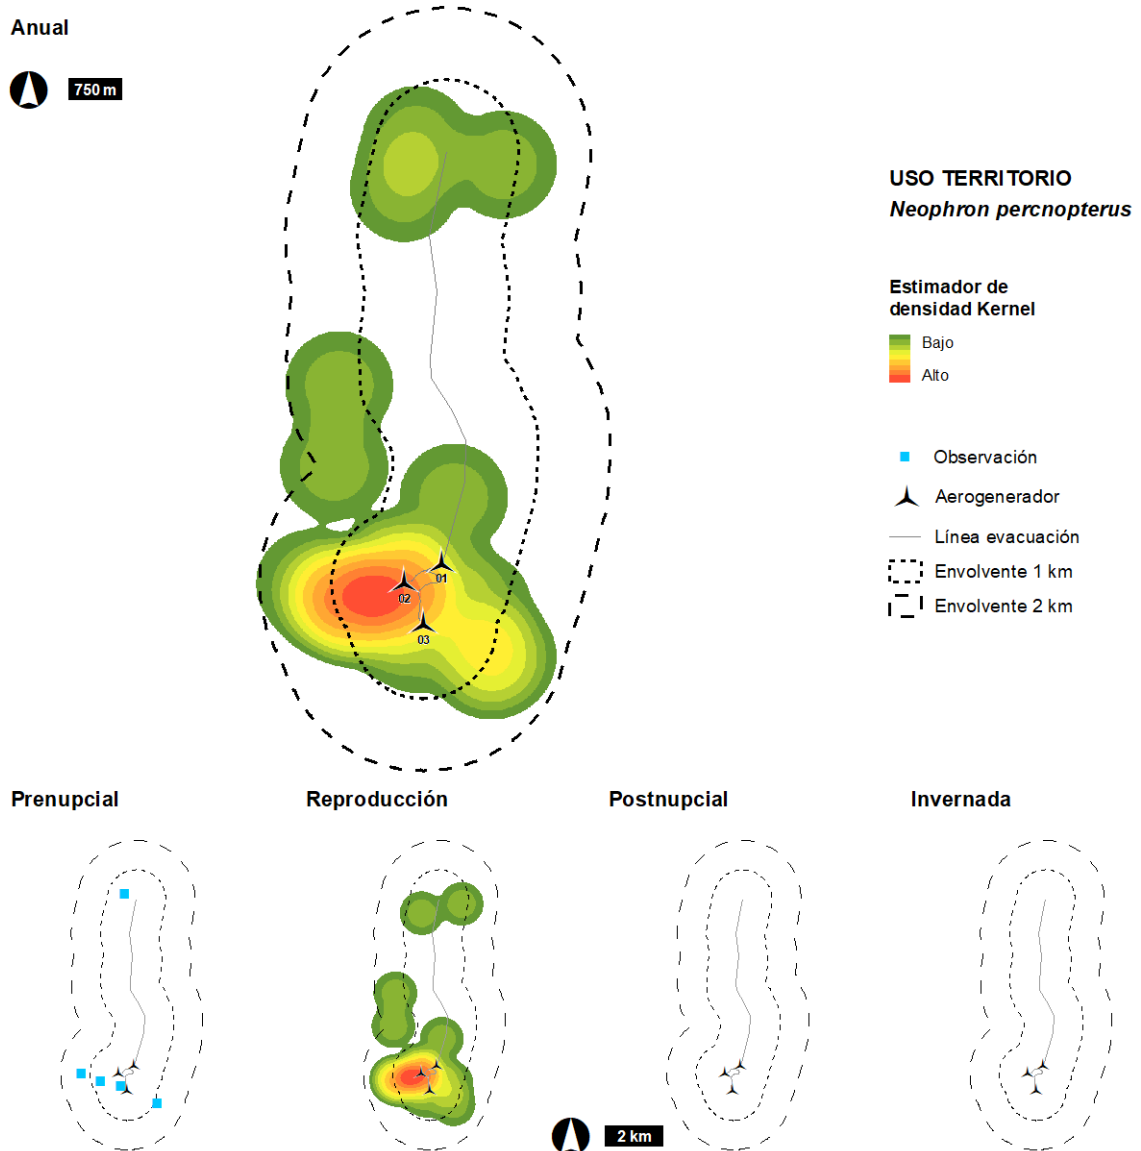 Anual
750 m
USO TERRITORIO
Neophron percnopterus
Estimador de
densidad Kernel
Bajo
Alto
Observación
Aerogenerador
Línea evacuación
Envolvente 1 km
Envolvente 2 km
01
02
03
Prenupcial
Reproducción
Postnupcial
Invernada
2 km